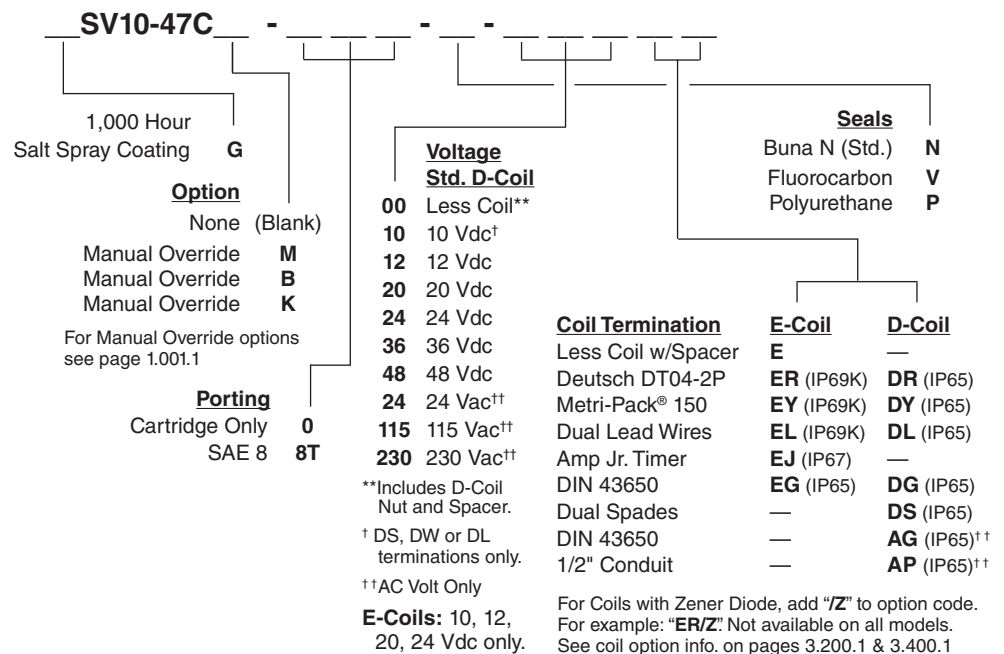 __SV10-47C__ - __ __ __ - __ - __ __ __ __ __
1,000 Hour
Salt Spray Coating G
Option
None (Blank)
Manual Override M
Manual Override B
Manual Override K
For Manual Override options
see page 1.001.1
Porting
Cartridge Only 0
SAE 8 8T
Voltage
Std. D-Coil
00 Less Coil**
10 10 Vdc†
12 12 Vdc
20 20 Vdc
24 24 Vdc
36 36 Vdc
48 48 Vdc
24 24 Vac††
115 115 Vac††
230 230 Vac††
**Includes D-Coil
Nut and Spacer.
† DS, DW or DL
terminations only.
††AC Volt Only
E-Coils: 10, 12,
20, 24 Vdc only.
Seals
Buna N (Std.) N
Fluorocarbon V
Polyurethane P
Coil Termination E-Coil D-Coil
Less Coil w/Spacer E —
Deutsch DT04-2P ER (IP69K) DR (IP65)
Metri-Pack® 150 EY (IP69K) DY (IP65)
Dual Lead Wires EL (IP69K) DL (IP65)
Amp Jr. Timer EJ (IP67) —
DIN 43650 EG (IP65) DG (IP65)
Dual Spades — DS (IP65)
DIN 43650 — AG (IP65)††
1/2" Conduit — AP (IP65)††
For Coils with Zener Diode, add "/Z" to option code.
For example: "ER/Z". Not available on all models.
See coil option info. on pages 3.200.1 & 3.400.1